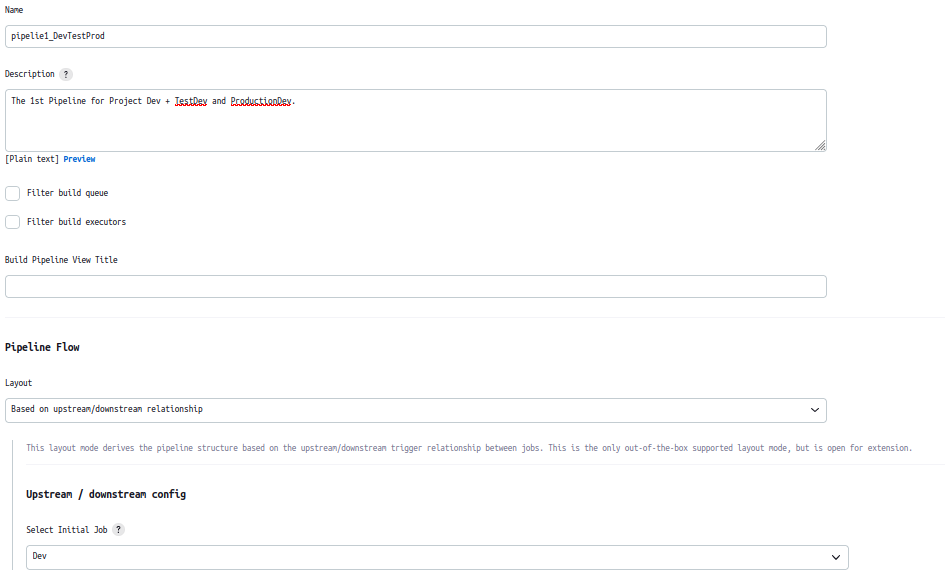 Name
pipelie1_DevTestProd
Description ?
The 1st Pipeline for Project Dev + TestDev and ProductionDev.
[Plain text] Preview
Filter build queue
Filter build executors
Build Pipeline View Title
Pipeline Flow
Layout
Based on upstream/downstream relationship
This layout mode derives the pipeline structure based on the upstream/downstream trigger relationship between jobs. This is the only out-of-the-box supported layout mode, but is open for extension.
Upstream / downstream config
Select Initial Job ?
Dev